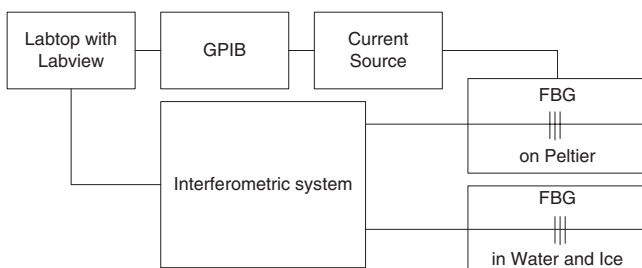 Labtop with
Labview
GPIB
Current
Source
FBG
on Peltier
Interferometric system
FBG
in Water and Ice